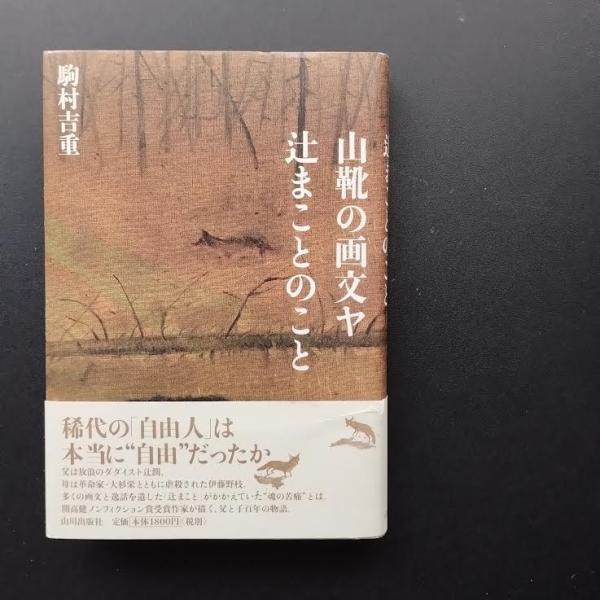 山靴の画文ヤ
辻まことのこと
駒村吉重
稀代の「自由人」は
本当に“自由”だったか
父は放浪のダダイスト辻潤。
母は革命家・大杉栄とともに虐殺された伊藤野枝。
多くの画文と逸話を遺した「辻まこと」がかかえていた“魂の苦痛”とは。
開高健ノンフィクション賞受賞作家が描く、父と子百年の物語。
山川出版社 定価[本体1800円]〈税別〉